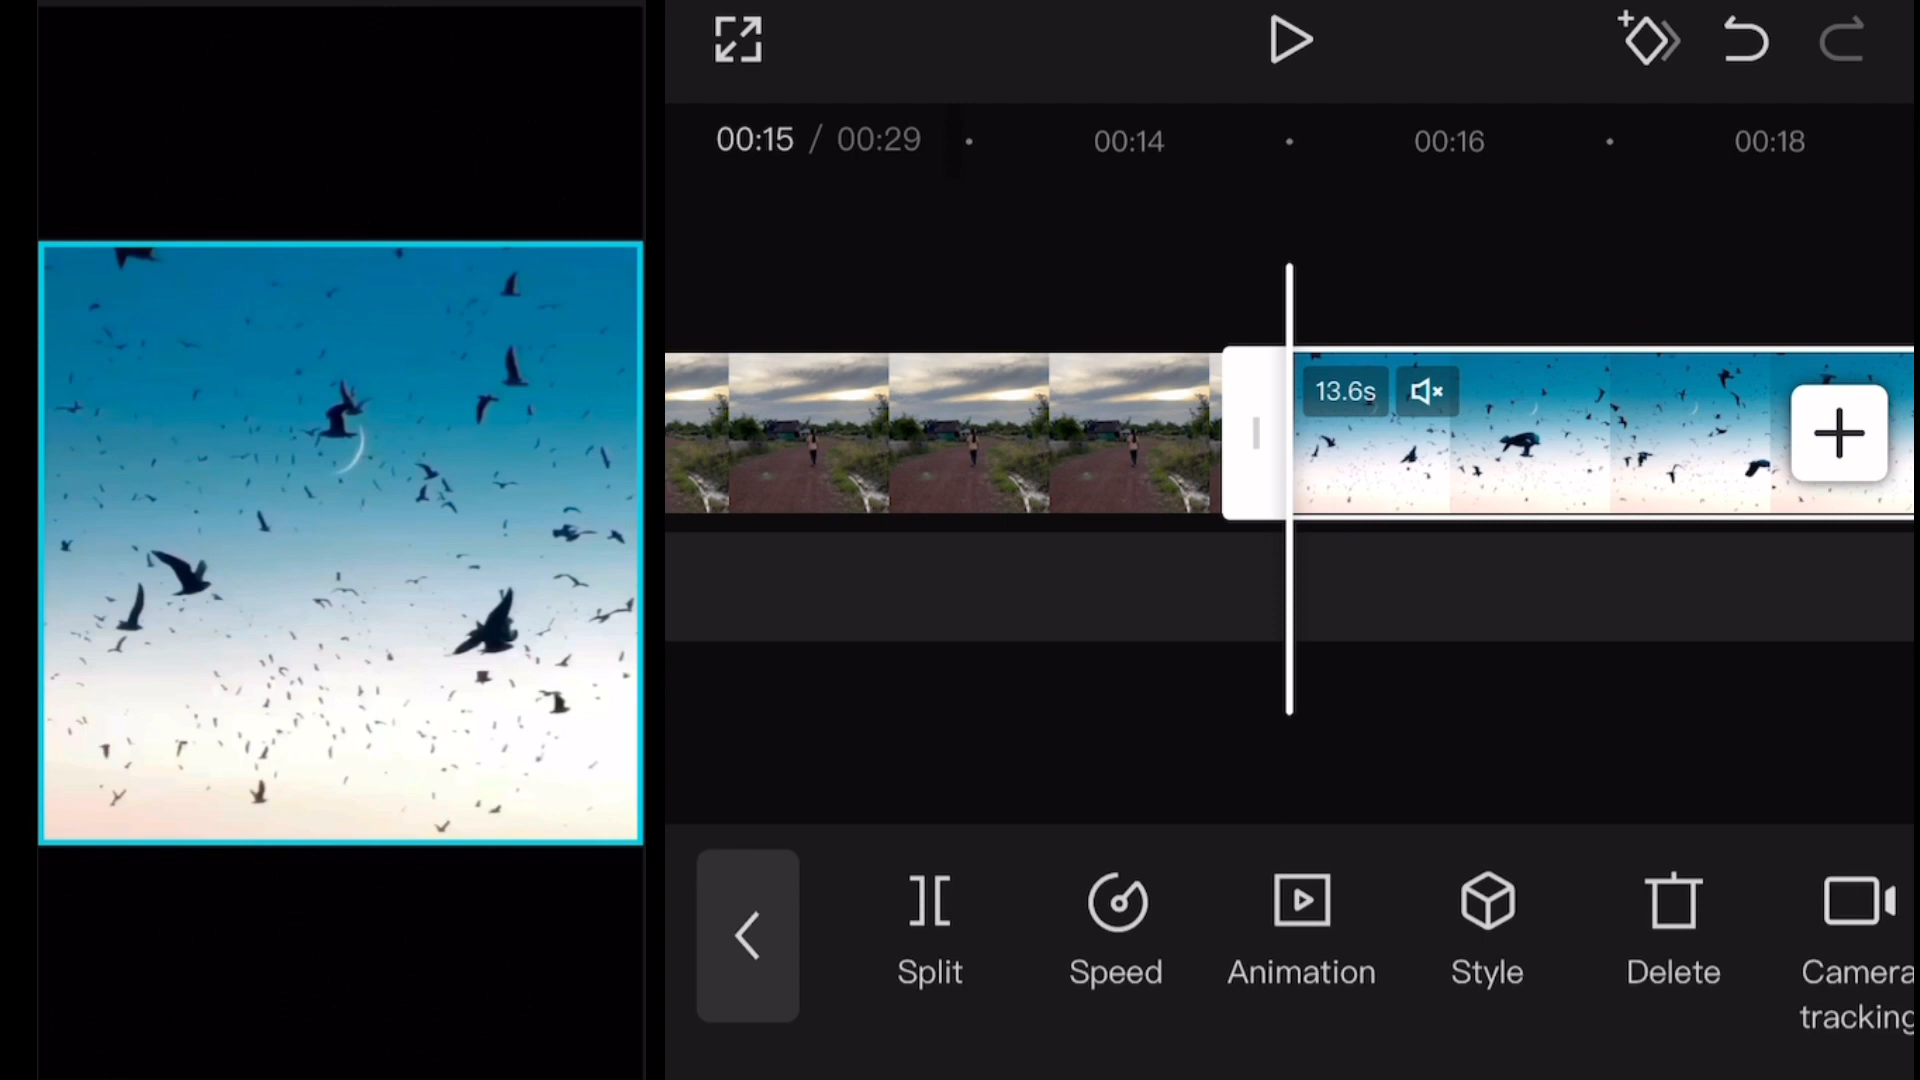 00:15 / 00:29
00:14
00:16
00:18
13.6s
Split
Speed
Animation
Style
Delete
Camera
tracking